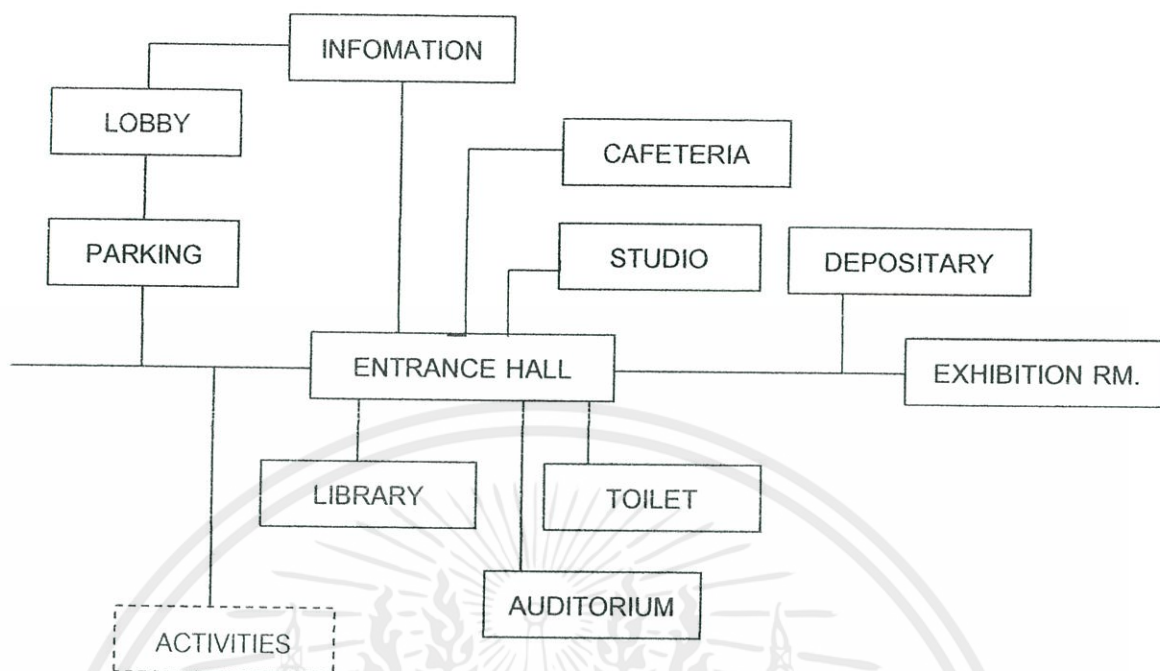 INFOMATION
LOBBY
CAFETERIA
PARKING
STUDIO
DEPOSITARY
ENTRANCE HALL
EXHIBITION RM.
LIBRARY
TOILET
AUDITORIUM
ACTIVITIES